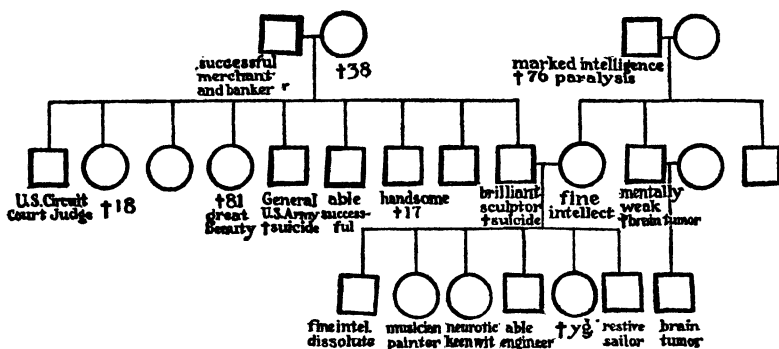 successful
merchant
and banker
†38
marked intelligence
†76 paralysis
U.S. Circuit
Court Judge
†18
†81
great
Beauty
General
U.S. Army
†suicide
able
success-
ful
handsome
†17
brilliant
sculptor
†suicide
fine
intellect
mentally
weak
†brain tumor
fine intel.
dissolute
musician
painter
neurotic
keen wit
able
engineer
†yg.
restive
sailor
brain
tumor